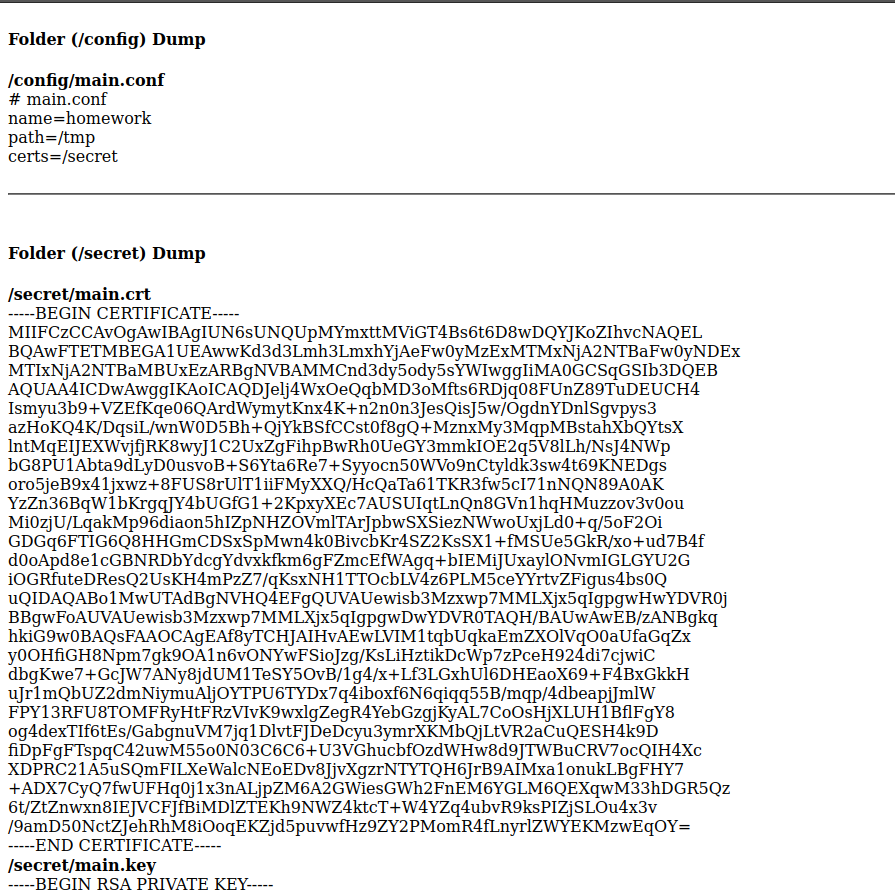 Folder (/config) Dump
/config/main.conf
# main.conf
name=homework
path=/tmp
certs=/secret
Folder (/secret) Dump
/secret/main.crt
-----BEGIN CERTIFICATE-----
MIIFCzCCAvOgAwIBAgIUN6sUNQUpMYmxttMViGT4Bs6t6D8wDQYJKoZIhvcNAQEL
BQAwFTETMBEGA1UEAwwKd3d3Lmh3LmxhYjAeFw0yMzExMTMxNjA2NTBaFw0yNDEx
MTIxNjA2NTBaMBUxEzARBgNVBAMMCnd3dy5ody5sYWIwggIiMA0GCSqGSIb3DQEB
AQUAA4ICDwAwggIKAoICAQDJelj4WxOeQqbMD3oMfts6RDjq08FUnZ89TuDEUCH4
Ismyu3b9+VZEfKqe06QArdWymytKnx4K+n2n0n3JesQisJ5w/OgdnYDnlSgvpys3
azHoKQ4K/DqsiL/wnW0D5Bh+QjYkBSfCCst0f8gQ+MznxMy3MqpMBstahXbQYtsX
lntMqEIJEXWvjfjRK8wyJ1C2UxZgFihpBwRh0UeGY3mmkIOE2q5V8lLh/NsJ4NWp
bG8PU1Abta9dLyD0usvoB+S6Yta6Re7+Syyocn50WVo9nCtyldk3sw4t69KNEDgs
oro5jeB9x41jxwz+8FUS8rUlT1iiFMyXXQ/HcQaTa61TKR3fw5cI71nNQN89A0AK
YzZn36BqW1bKrgqJY4bUGfG1+2KpxyXEc7AUSUIqtLnQn8GVn1hqHMuzzov3v0ou
Mi0zjU/LqakMp96diaon5hIZpNHZOVmlTArJpbwSXSiezNWwoUxjLd0+q/5oF2Oi
GDGq6FTIG6Q8HHGmCDSxSpMwn4k0BivcbKr4SZ2KsSX1+fMSUe5GkR/xo+ud7B4f
d0oApd8e1cGBNRDbYdcgYdvxkfkm6gFZmcEfWAgq+bIEMiJUxaylONvmIGLGYU2G
iOGRfuteDResQ2UsKH4mPzZ7/qKsxNH1TTOcbLV4z6PLM5ceYYrtvZFigus4bs0Q
uQIDAQABo1MwUTAdBgNVHQ4EFgQUVAUewisb3Mzxwp7MMLXjx5qIgpgwHwYDVR0j
BBgwFoAUVAUewisb3Mzxwp7MMLXjx5qIgpgwDwYDVR0TAQH/BAUwAwEB/zANBgkq
hkiG9w0BAQsFAAOCAgEAf8yTCHJAIHvAEwLVIM1tqbUqkaEmZXOlVqO0aUfaGqZx
y0OHfiGH8Npm7gk9OA1n6vONYwFSioJzg/KsLiHztikDcWp7zPceH924di7cjwiC
dbgKwe7+GcJW7ANy8jdUM1TeSY5OvB/1g4/x+Lf3LGxhUl6DHEaoX69+F4BxGkkH
uJr1mQbUZ2dmNiymuAljOYTPU6TYDx7q4iboxf6N6qiqq55B/mqp/4dbeapjJmlW
FPY13RFU8TOMFRyHtFRzVIvK9wxlgZegR4YebGzgjKyAL7CoOsHjXLUH1BflFgY8
og4dexTIf6tEs/GabgnuVM7jq1DlvtFJDeDcyu3ymrXKMbQjLtVR2aCuQESH4k9D
fiDpFgFTspqC42uwM55o0N03C6C6+U3VGhucbfOzdWHw8d9JTWBuCRV7ocQIH4Xc
XDPRC21A5uSQmFILXeWalcNEoEDv8JjvXgzrNTYTQH6JrB9AIMxa1onukLBgFHY7
+ADX7CyQ7fwUFHq0j1x3nALjpZM6A2GWiesGWh2FnEM6YGLM6QEXqwM33hDGR5Qz
6t/ZtZnwxn8IEJVCFJfBiMDlZTEKh9NWZ4ktcT+W4YZq4ubvR9ksPIZjSLOu4x3v
/9amD50NctZJehRhM8iOoqEKZjd5puvwfHz9ZY2PMomR4fLnyrlZWYEKMzwEqOY=
-----END CERTIFICATE-----
/secret/main.key
-----BEGIN RSA PRIVATE KEY-----